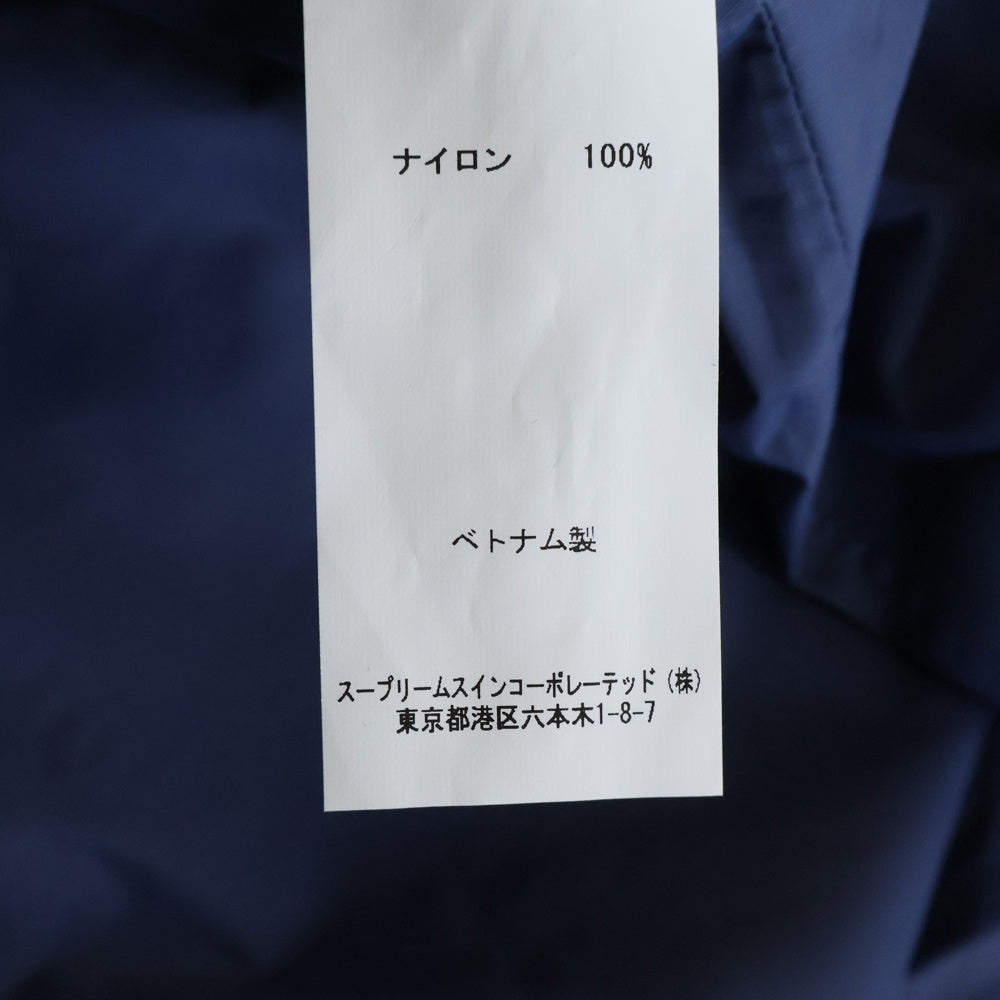 ナイロン 100%
ベトナム製
スープリームスインコーポレーテッド (株)
東京都港区六本木1-8-7